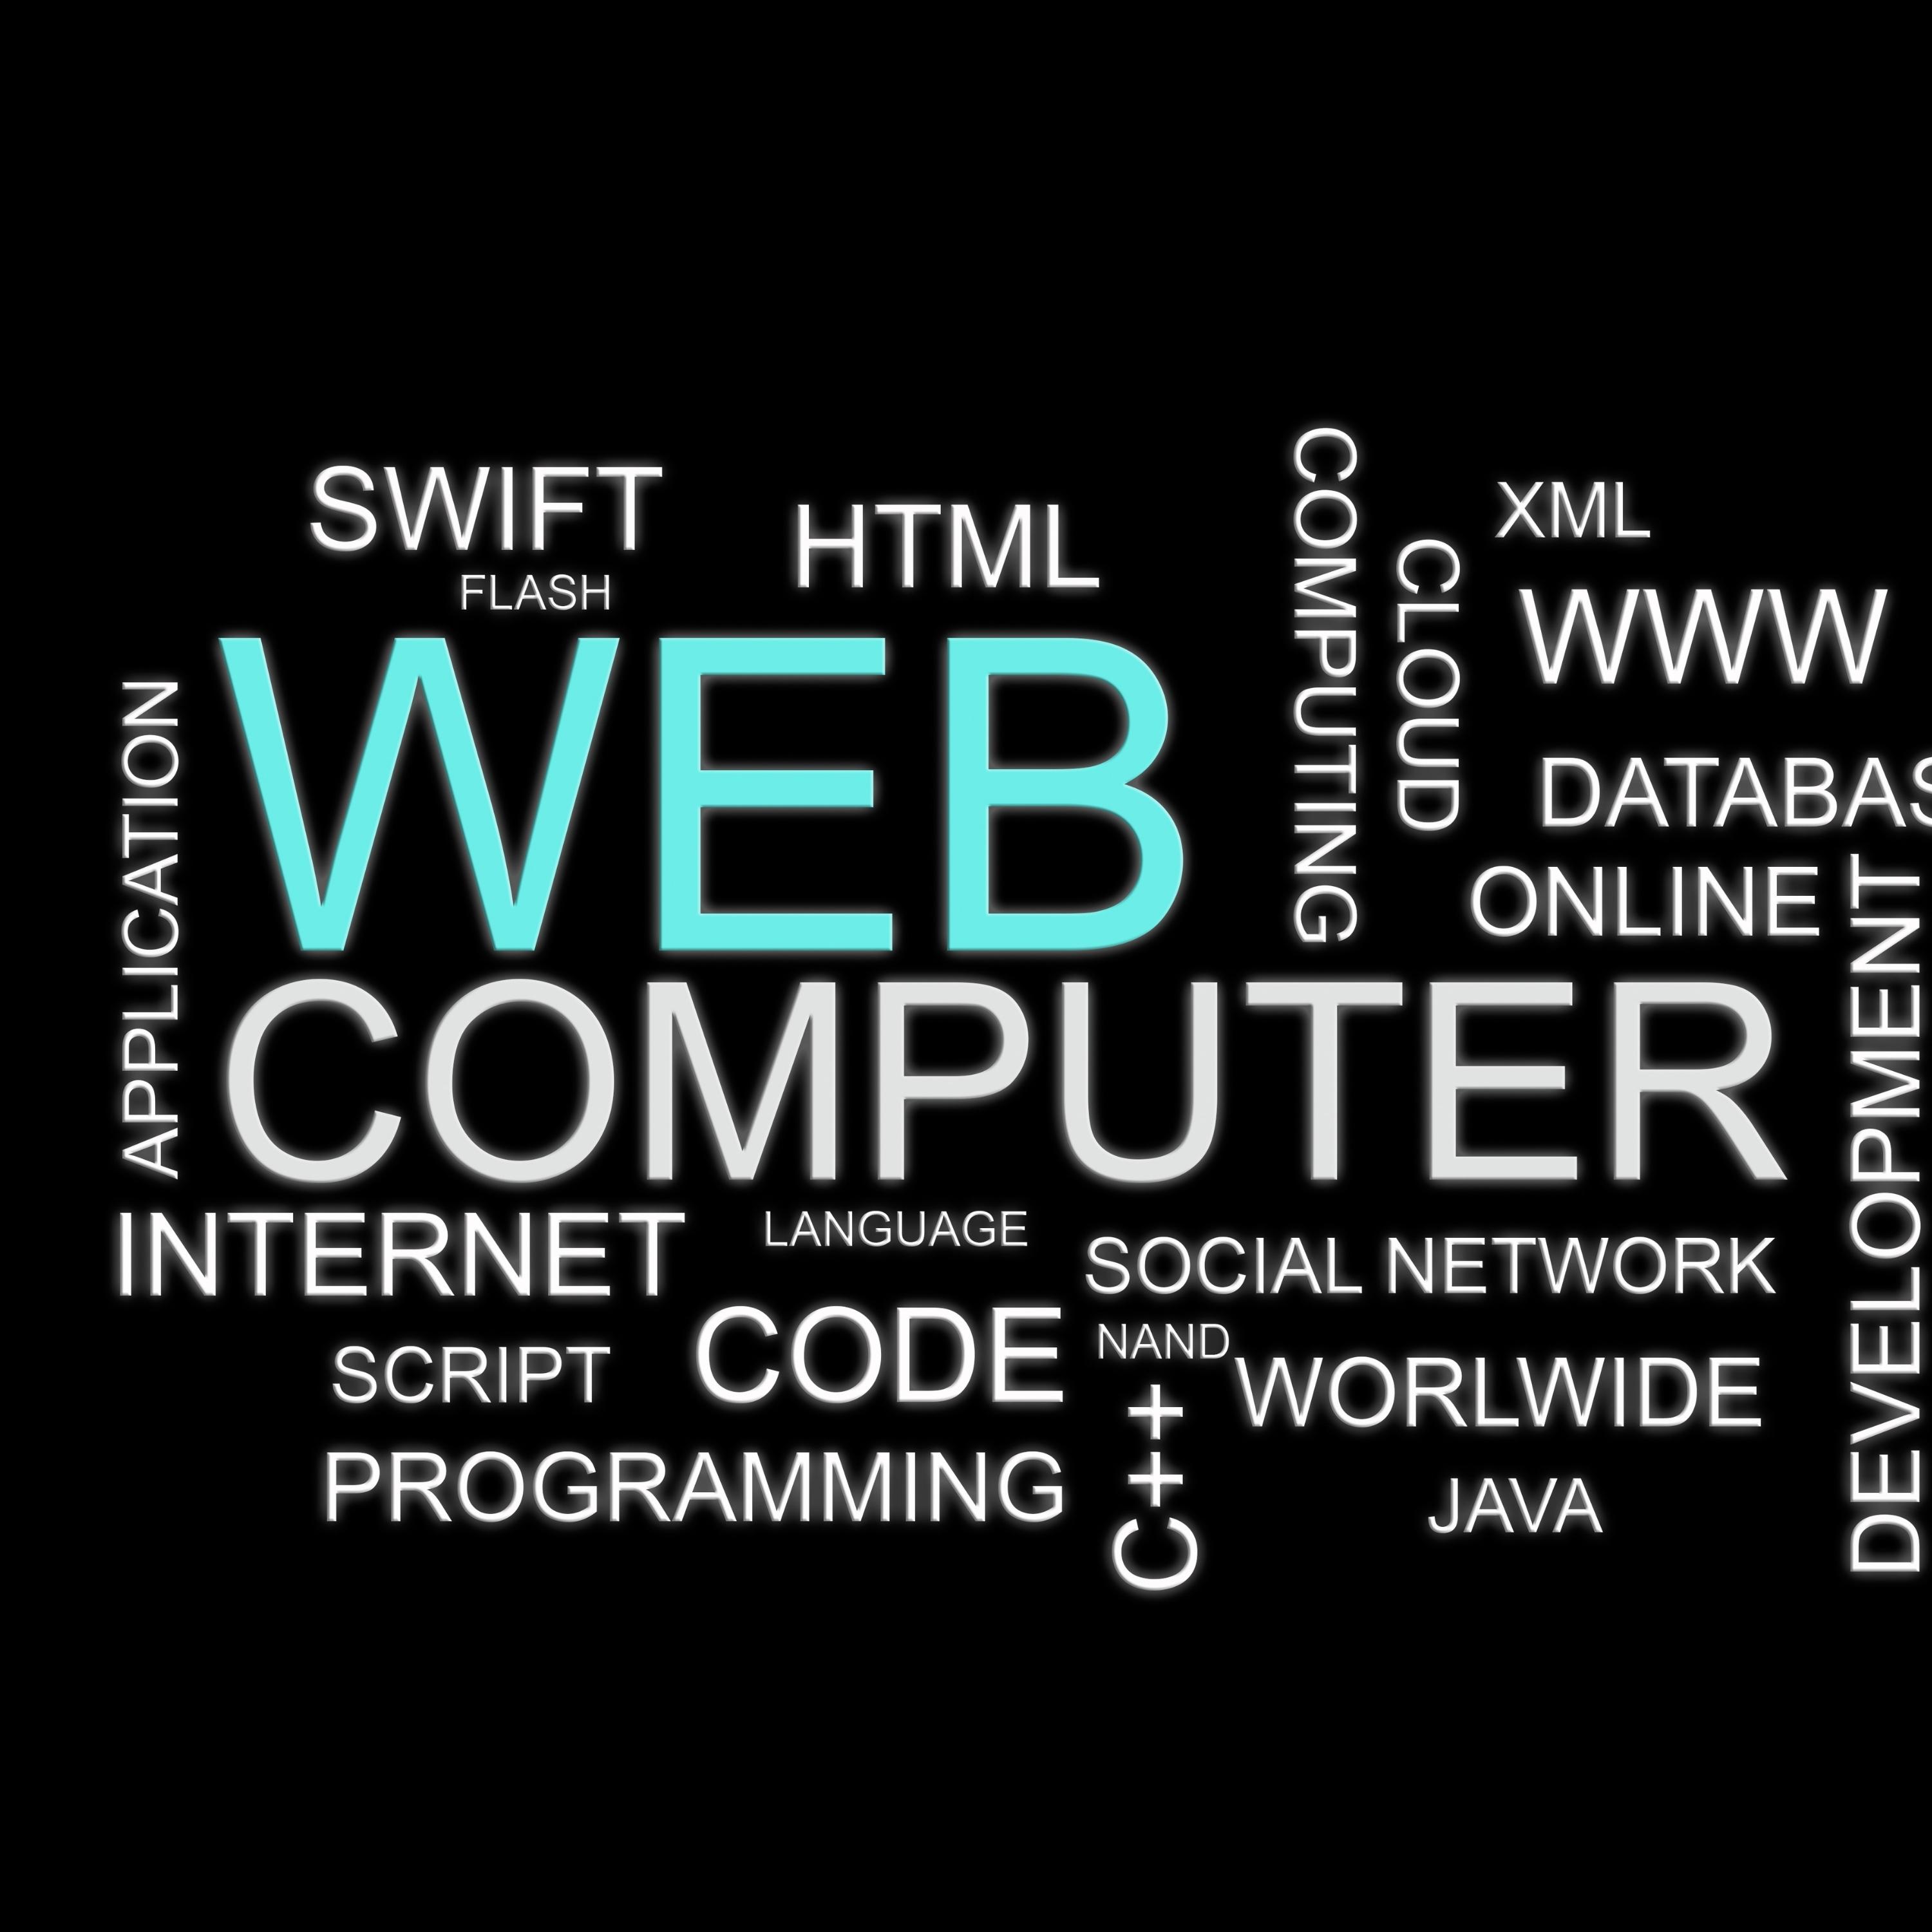 SWIFT
HTML
COMPUTING
CLOUD
XML
FLASH
WWW
WEB
APPLICATION
DATABAS
ONLINE
DEVELOPMENT
COMPUTER
INTERNET
LANGUAGE
SOCIAL NETWORK
CODE
NAND
SCRIPT
WORLWIDE
C++
PROGRAMMING
JAVA